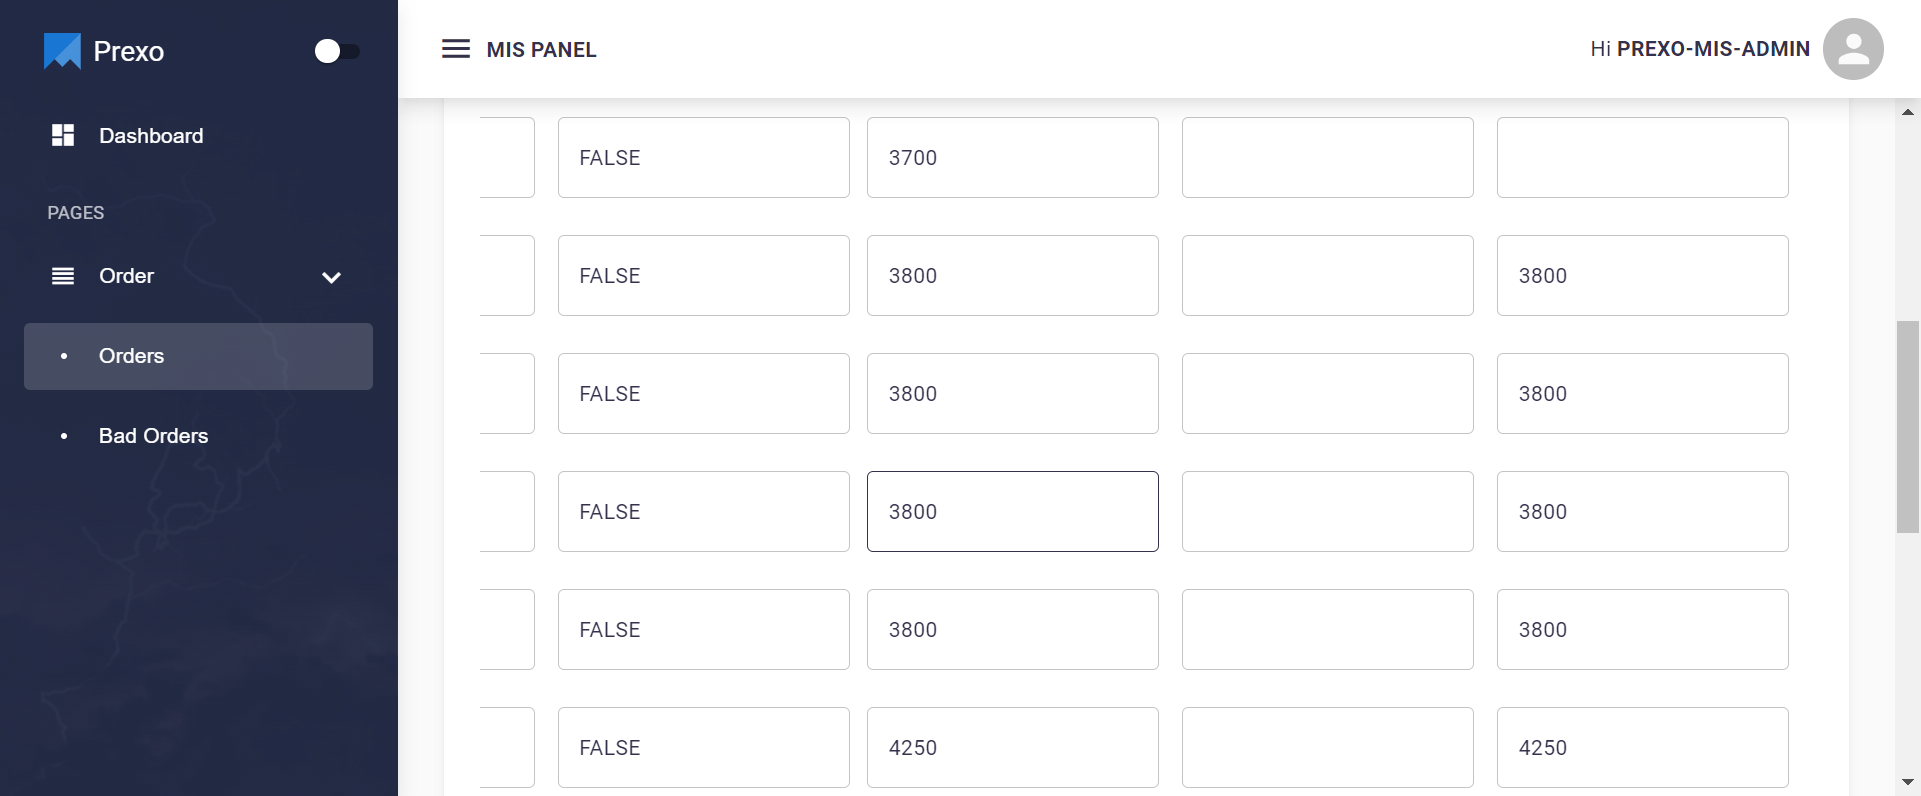 Prexo
Dashboard
PAGES
Order
Orders
Bad Orders
MIS PANEL
Hi PREXO-MIS-ADMIN
FALSE 3700
FALSE 3800 3800
FALSE 3800 3800
FALSE 3800 3800
FALSE 3800 3800
FALSE 4250 4250